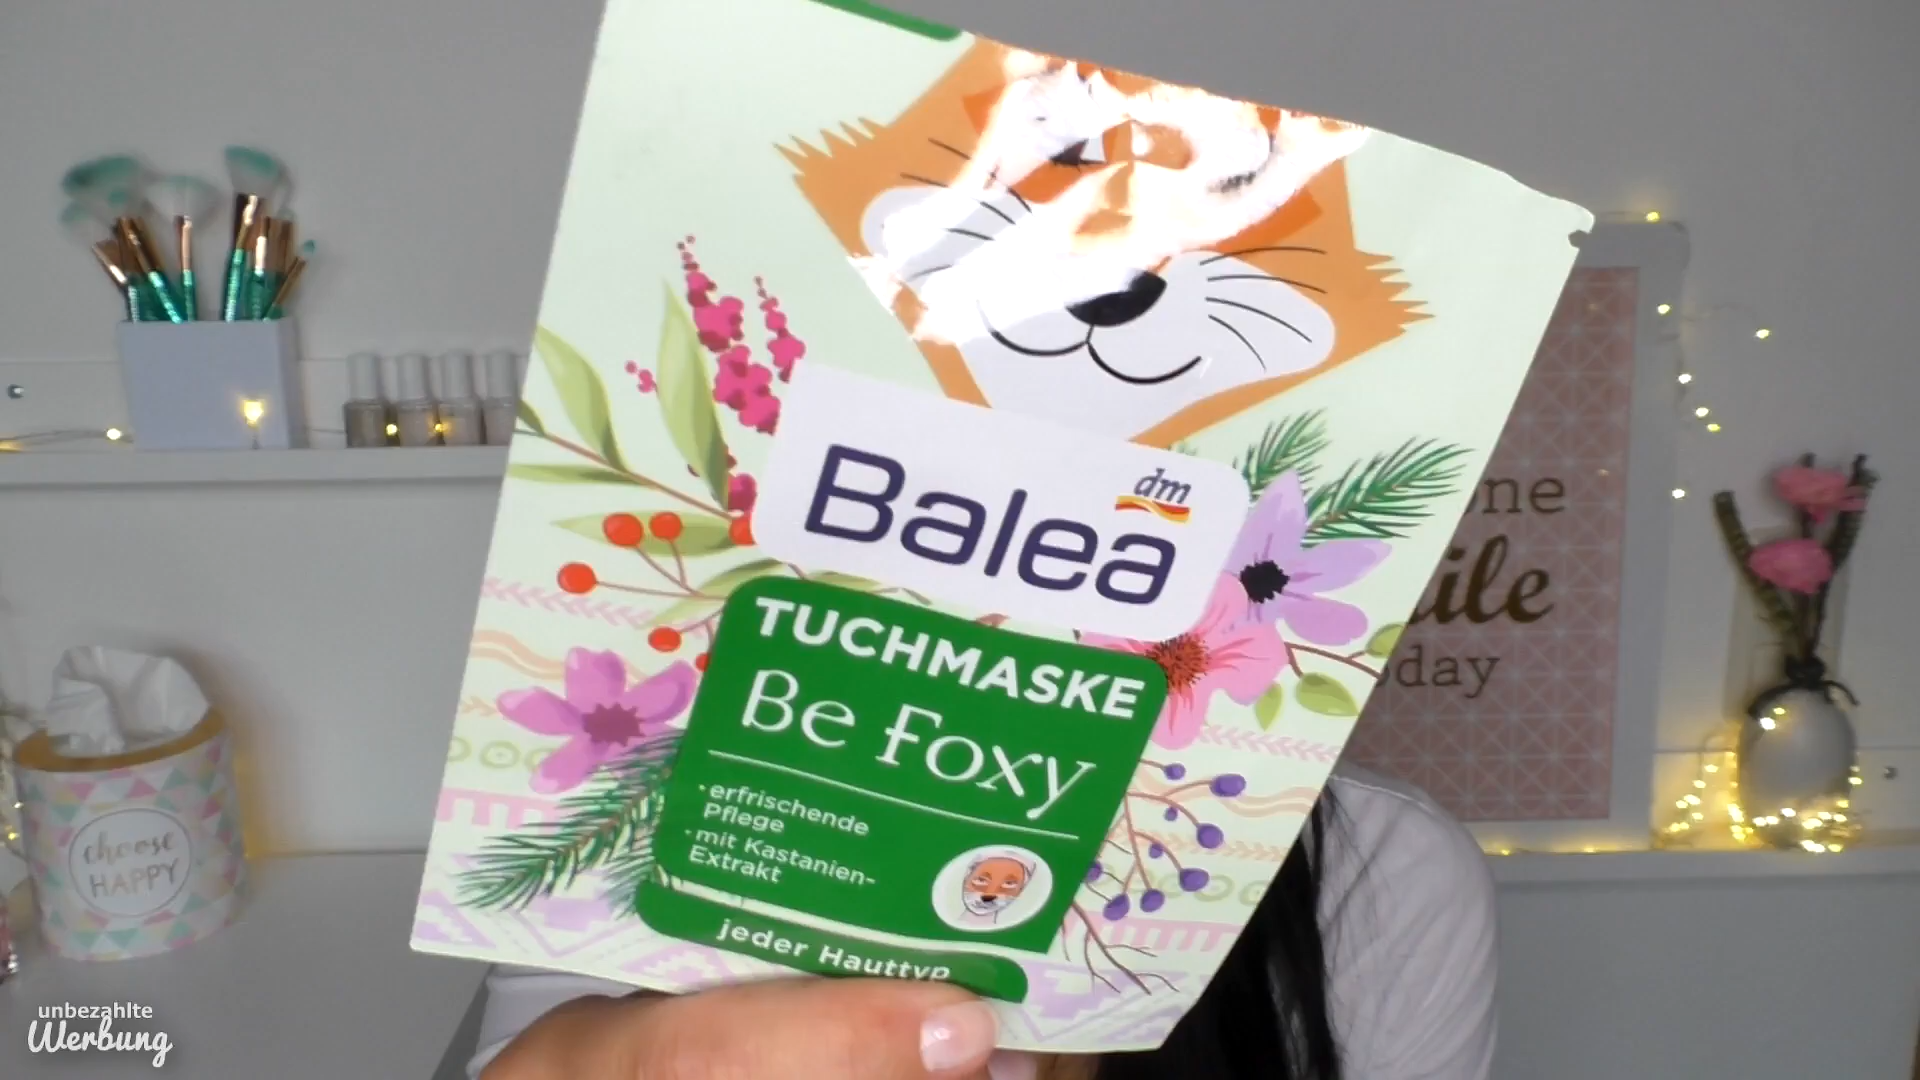 dm
Balea
TUCHMASKE
Be Foxy
• erfrischende
Pflege
• mit Kastanien-
Extrakt
jeder Hauttyp
choose
HAPPY
unbezahlte
Werbung